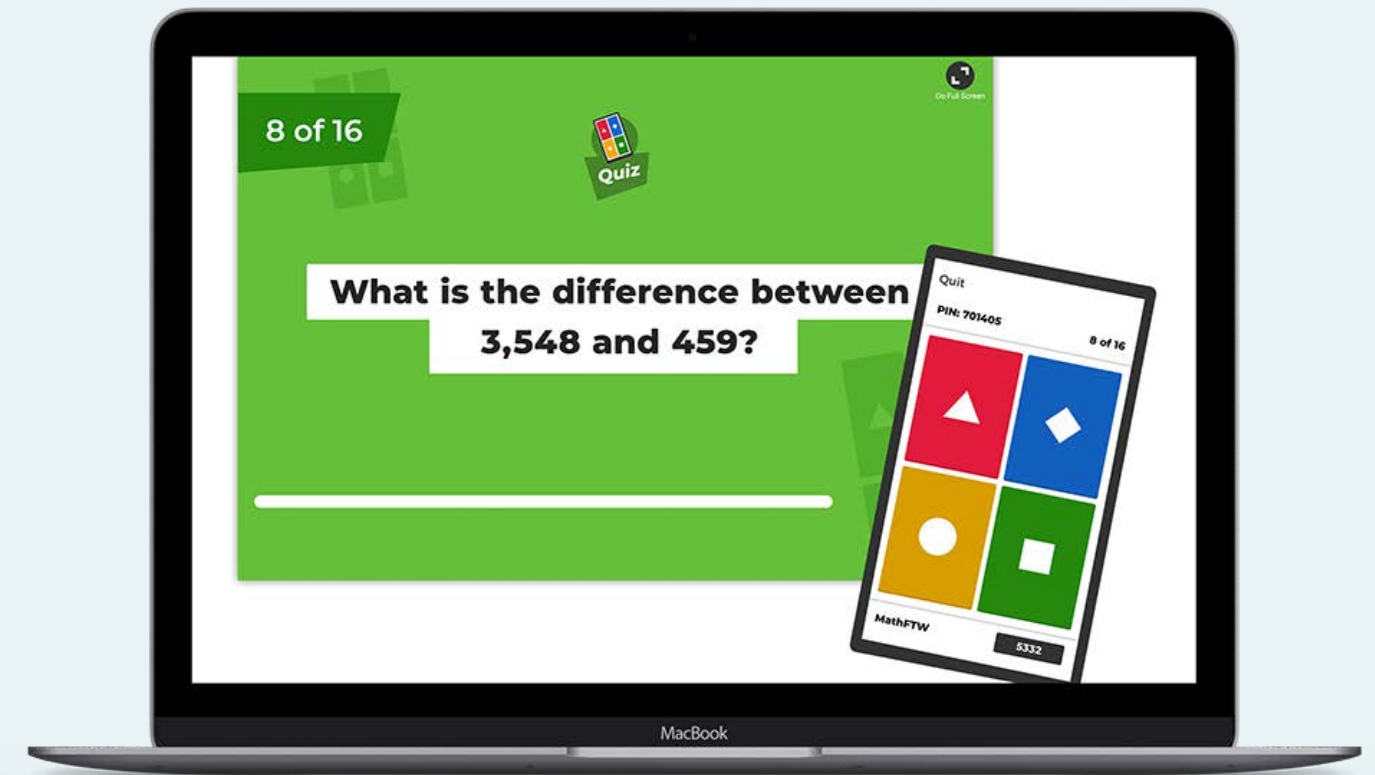 8 of 16
Go Full Screen
Quiz
What is the difference between
3,548 and 459?
Quit
PIN: 701405
8 of 16
MathFTW
5332
MacBook